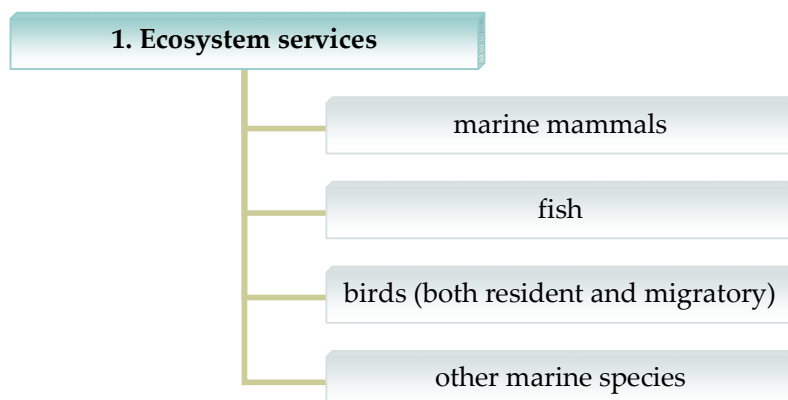 1. Ecosystem services
marine mammals
fish
birds (both resident and migratory)
other marine species